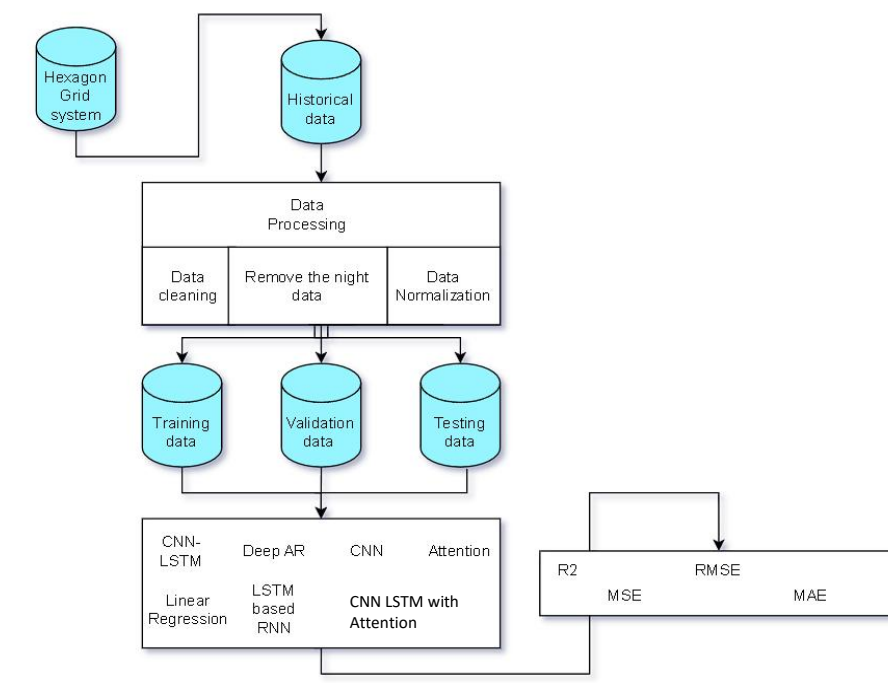 Hexagon
Grid
system
Historical
data
Data
Processing
Data
cleaning
Remove the night
data
Data
Normalization
Training
data
Validation
data
Testing
data
CNN-
LSTM
Deep AR
CNN
Attention
Linear
Regression
LSTM
based
RNN
CNN LSTM with
Attention
R2
RMSE
MSE
MAE